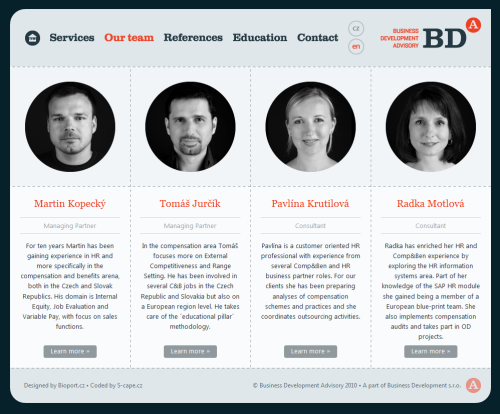 Services Our team References Education Contact
cz
en
BUSINESS
DEVELOPMENT
ADVISORY
BDA
Martin Kopecký
Managing Partner
For ten years Martin has been
gaining experience in HR and
more specifically in the
compensation and benefits arena,
both in the Czech and Slovak
Republics. His domain is Internal
Equity, Job Evaluation and
Variable Pay, with focus on sales
functions.
Learn more »
Tomáš Jurčík
Managing Partner
In the compensation area Tomáš
focuses more on External
Competitiveness and Range
Setting. He has been involved in
several C&B jobs in the Czech
Republic and Slovakia but also on
a European region level. He takes
care of the ´educational pillar´
methodology.
Learn more »
Pavlína Krutilová
Consultant
Pavlína is a customer oriented HR
professional with experience from
several Comp&Ben and HR
business partner roles. For our
clients she has been preparing
analyses of compensation
schemes and practices and she
coordinates outsourcing activities.
Learn more »
Radka Motlová
Consultant
Radka has enriched her HR and
Comp&Ben experience by
exploring the HR information
systems area. Part of her
knowledge of the SAP HR module
she gained being a member of a
European blue-print team. She
also implements compensation
audits and takes part in OD
projects.
Learn more »
Designed by Bioport.cz • Coded by S-cape.cz
© Business Development Advisory 2010 • A part of Business Development s.r.o.
A